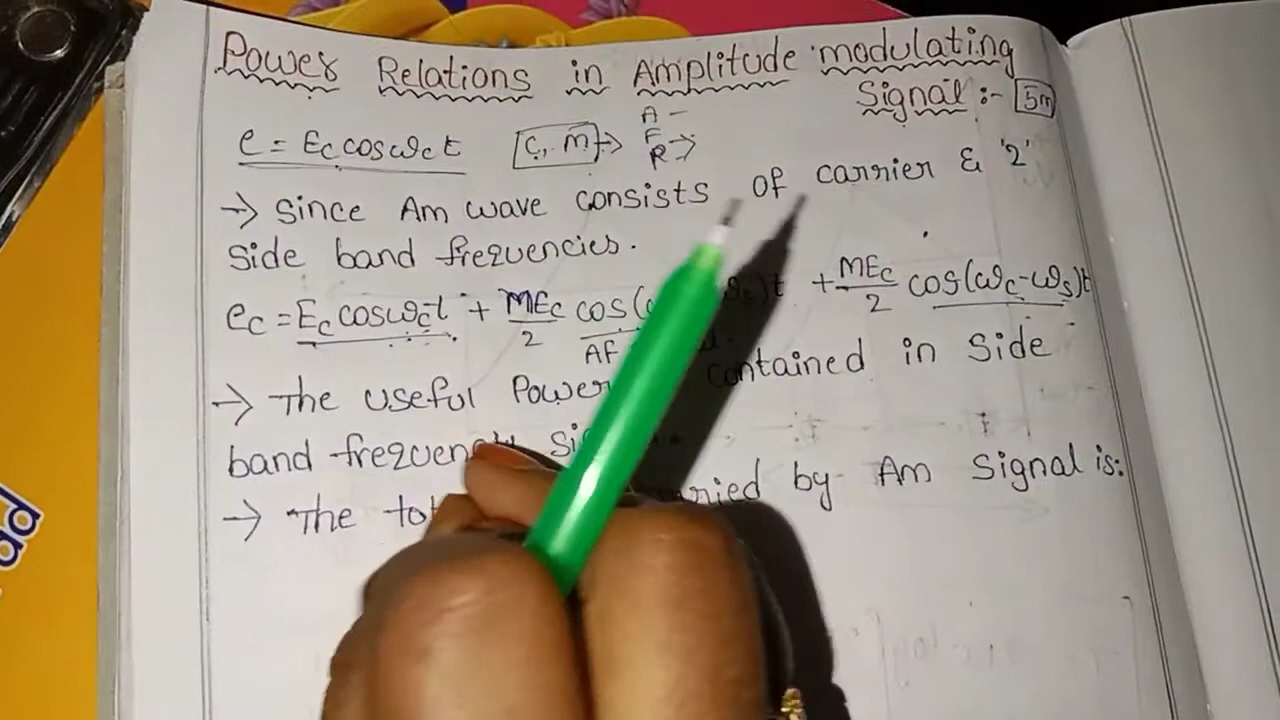 Power Relations in Amplitude modulating
Signal :- 5m
e = Ec cosωct [C, m]→ A -
F →
R →
→ Since Am wave consists of carrier & '2'
Side band frequencies.
ec = Ec cosωct + MEc/2 cos( )t + MEc/2 cos(ωc-ωs)t
AF
→ The useful Power contained in Side
band frequency
→ The carried by Am Signal is:
ad